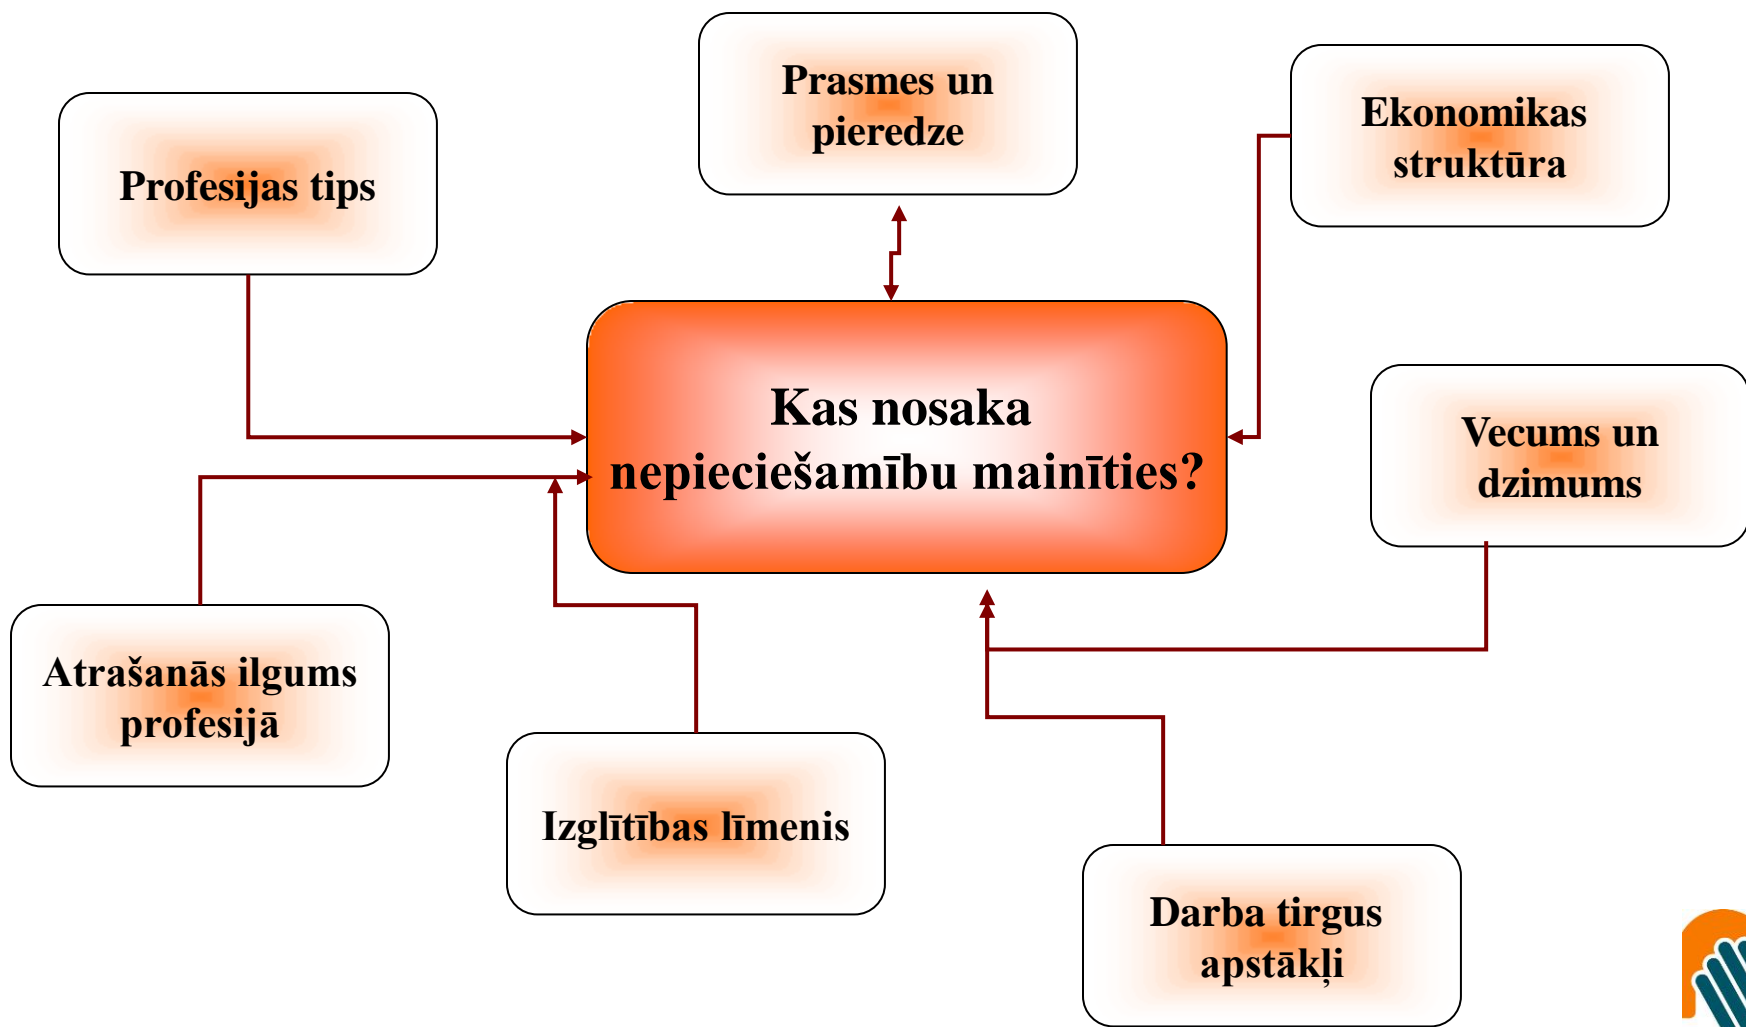 Prasmes un
pieredze
Ekonomikas
struktūra
Profesijas tips
Kas nosaka
nepieciešamību mainīties?
Vecums un
dzimums
Atrašanās ilgums
profesijā
Izglītības līmenis
Darba tirgus
apstākļi